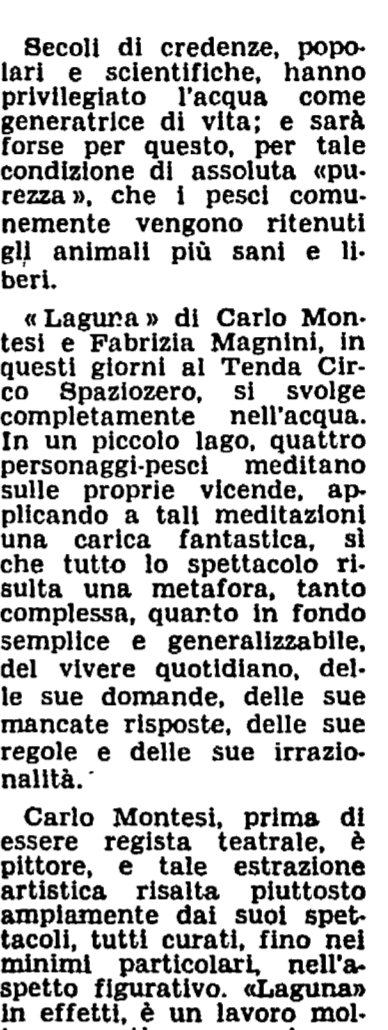 Secoli di credenze, popo-
lari e scientifiche, hanno
privilegiato l'acqua come
generatrice di vita; e sarà
forse per questo, per tale
condizione di assoluta «pu-
rezza», che i pesci comu-
nemente vengono ritenuti
gli animali più sani e li-
beri.
«Laguna» di Carlo Mon-
tesi e Fabrizia Magnini, in
questi giorni al Tenda Cir-
co Spaziozero, si svolge
completamente nell'acqua.
In un piccolo lago, quattro
personaggi-pesci meditano
sulle proprie vicende, ap-
plicando a tali meditazioni
una carica fantastica, sì
che tutto lo spettacolo ri-
sulta una metafora, tanto
complessa, quanto in fondo
semplice e generalizzabile,
del vivere quotidiano, del-
le sue domande, delle sue
mancate risposte, delle sue
regole e delle sue irrazio-
nalità.
Carlo Montesi, prima di
essere regista teatrale, è
pittore, e tale estrazione
artistica risalta piuttosto
ampiamente dai suoi spet-
tacoli, tutti curati, fino nei
minimi particolari, nell'a-
spetto figurativo. «Laguna»
in effetti, è un lavoro mol-